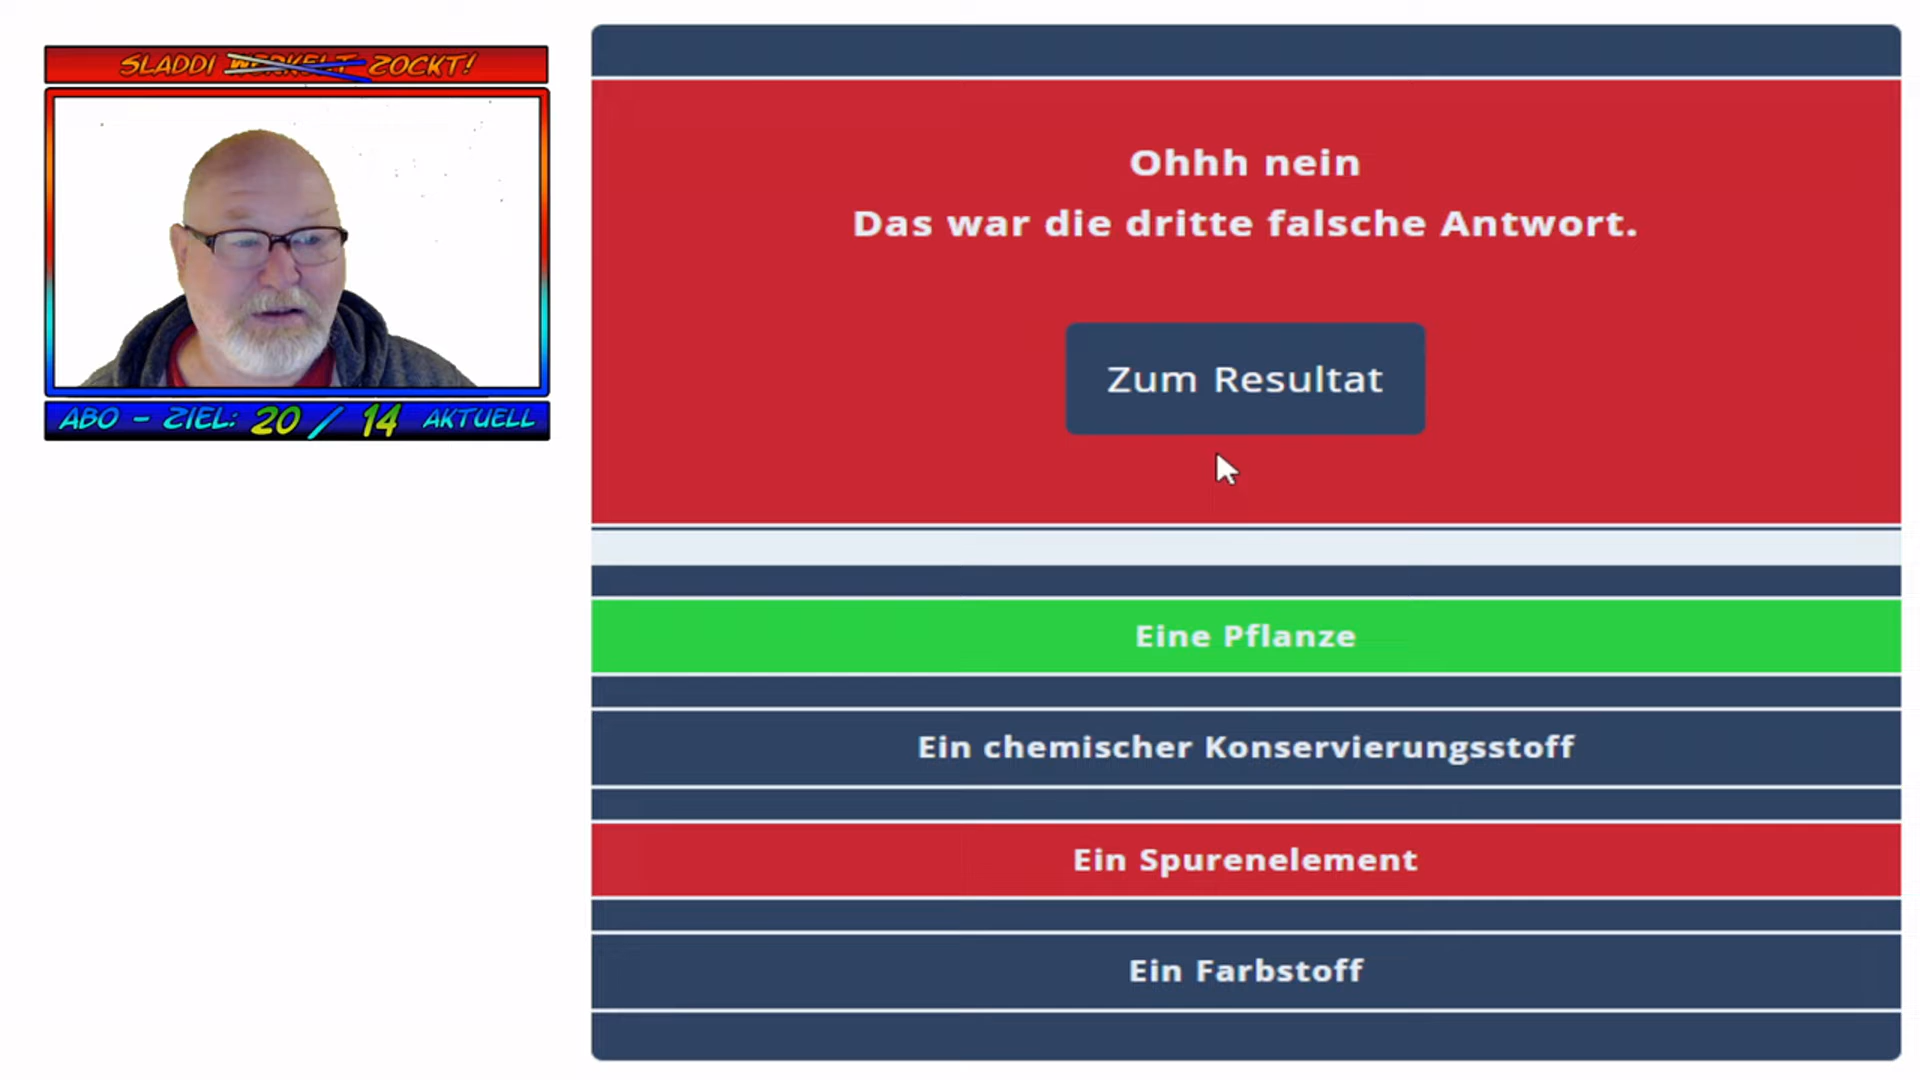 SLADDI WERKELT ZOCKT!
ABO - ZIEL: 20 / 14 AKTUELL
Ohhh nein
Das war die dritte falsche Antwort.
Zum Resultat
Eine Pflanze
Ein chemischer Konservierungsstoff
Ein Spurenelement
Ein Farbstoff